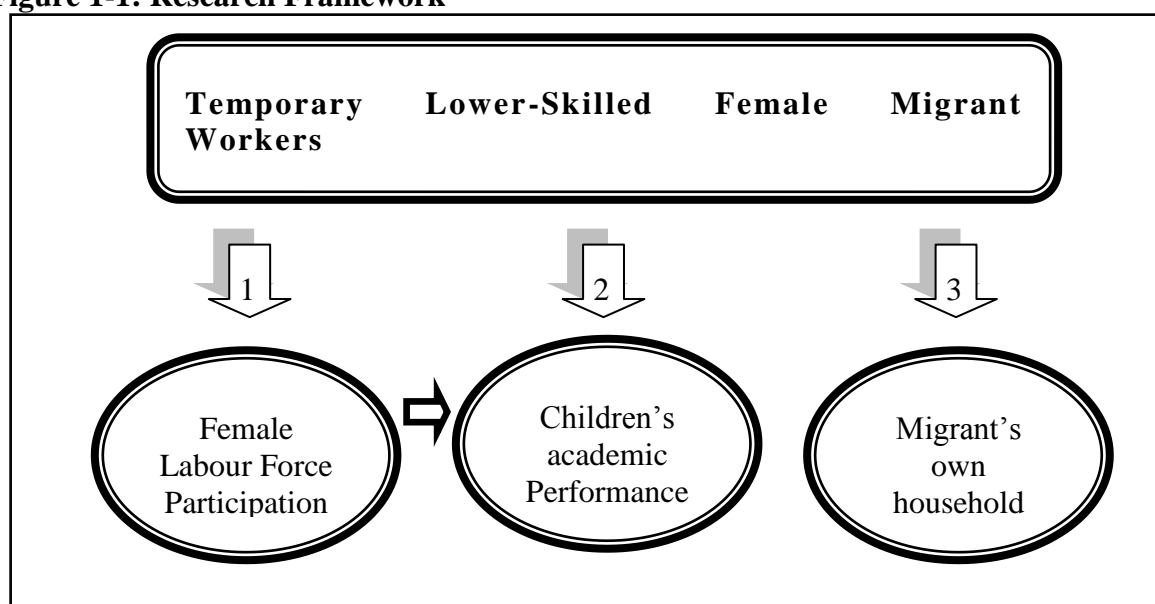 Figure 1-1: Research Framework
Temporary Lower-Skilled Female Migrant
Workers
1
2
3
Female
Labour Force
Participation
Children’s
academic
Performance
Migrant’s
own
household